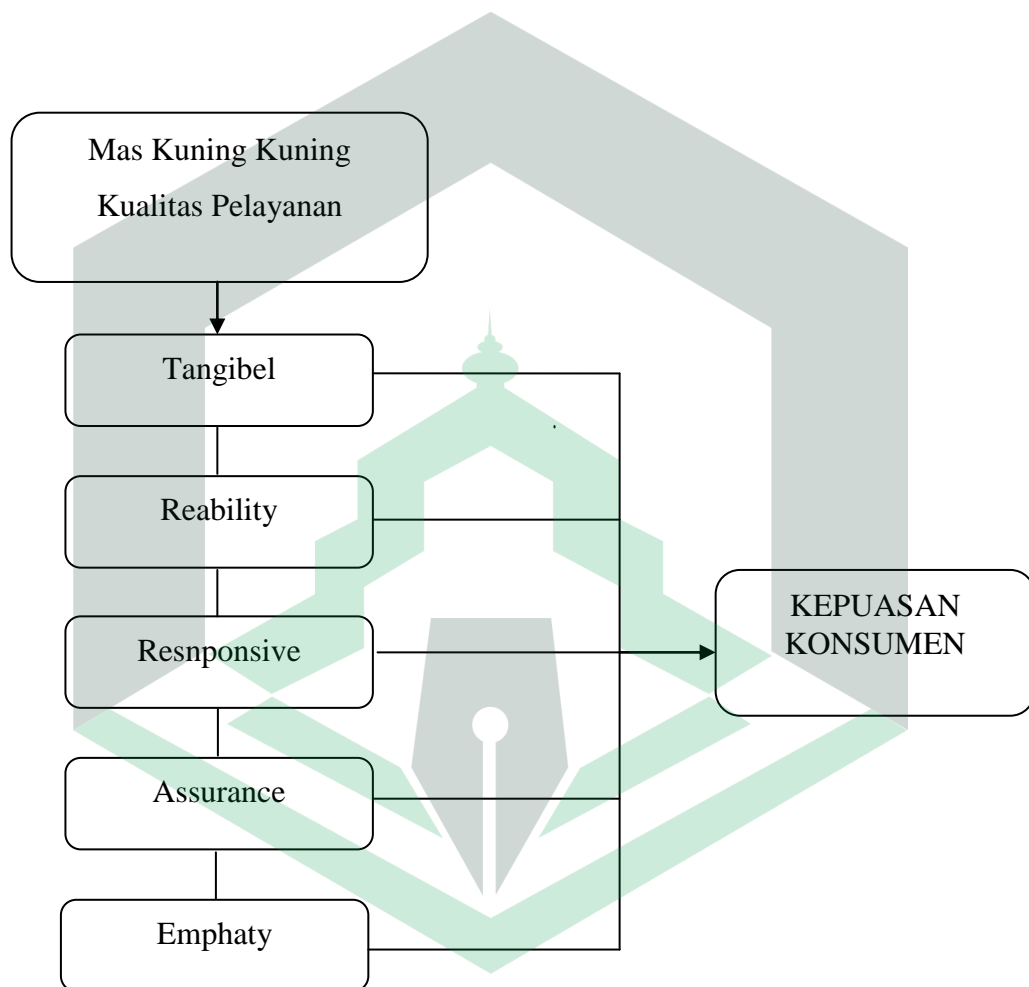 Mas Kuning Kuning
Kualitas Pelayanan
Tangibel
Reability
Resnponsive
Assurance
Emphaty
KEPUASAN
KONSUMEN